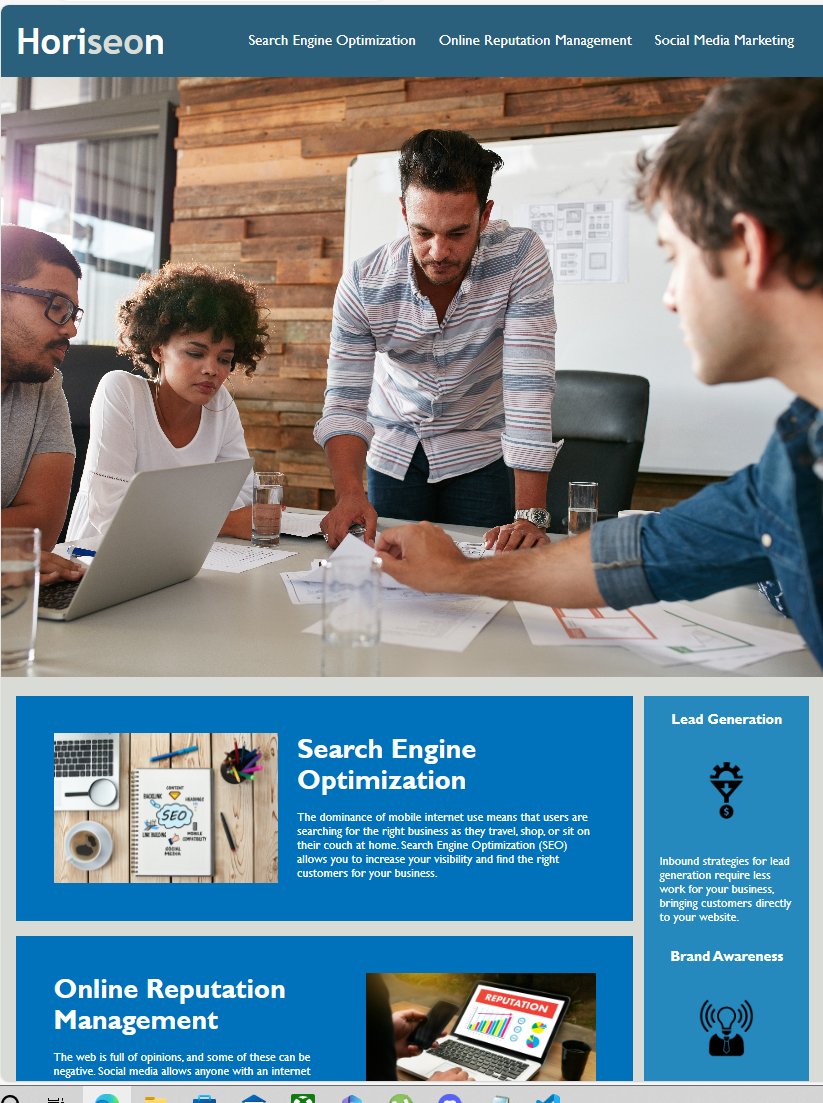 Horiseon
Search Engine Optimization
Online Reputation Management
Social Media Marketing
Search Engine
Optimization
The dominance of mobile internet use means that users are
searching for the right business as they travel, shop, or sit on
their couch at home. Search Engine Optimization (SEO)
allows you to increase your visibility and find the right
customers for your business.
CONTENT
BACKLINK
KEYWORDS
SEO
LINK BUILDING
MOBILE
COMPATIBILITY
SOCIAL
MEDIA
Online Reputation
Management
The web is full of opinions, and some of these can be
negative. Social media allows anyone with an internet
REPUTATION
Lead Generation
$
Inbound strategies for lead
generation require less
work for your business,
bringing customers directly
to your website.
Brand Awareness